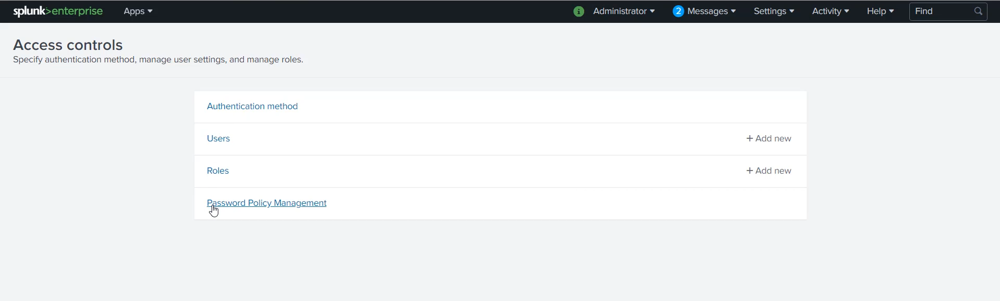 splunk>enterprise Apps i Administrator 2 Messages Settings Activity Help Find
Access controls
Specify authentication method, manage user settings, and manage roles.
Authentication method
Users + Add new
Roles + Add new
Password Policy Management